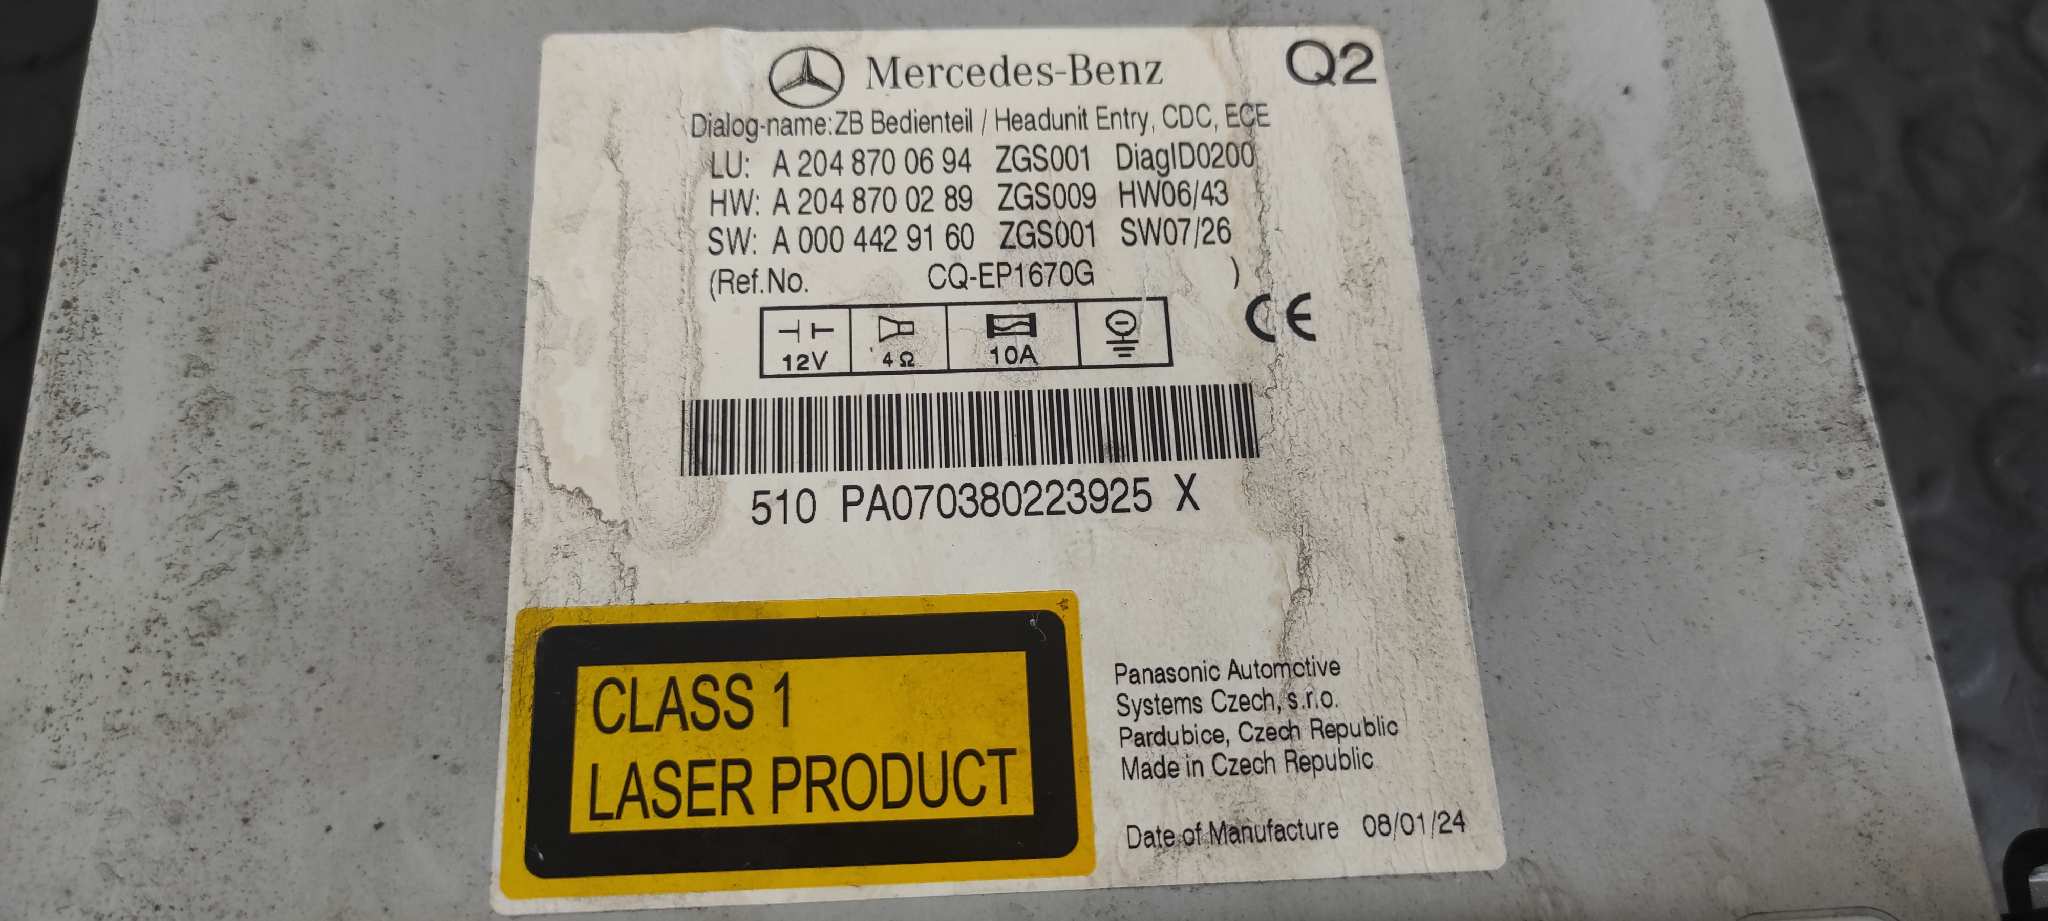 Mercedes-Benz
Q2
Dialog-name:ZB Bedienteil / Headunit Entry, CDC, ECE
LU: A 204 870 06 94 ZGS001 DiagID0200
HW: A 204 870 02 89 ZGS009 HW06/43
SW: A 000 442 91 60 ZGS001 SW07/26
(Ref.No. CQ-EP1670G )
12V 4Ω 10A
CE
510 PA070380223925 X
CLASS 1
LASER PRODUCT
Panasonic Automotive
Systems Czech, s.r.o.
Pardubice, Czech Republic
Made in Czech Republic
Date of Manufacture 08/01/24